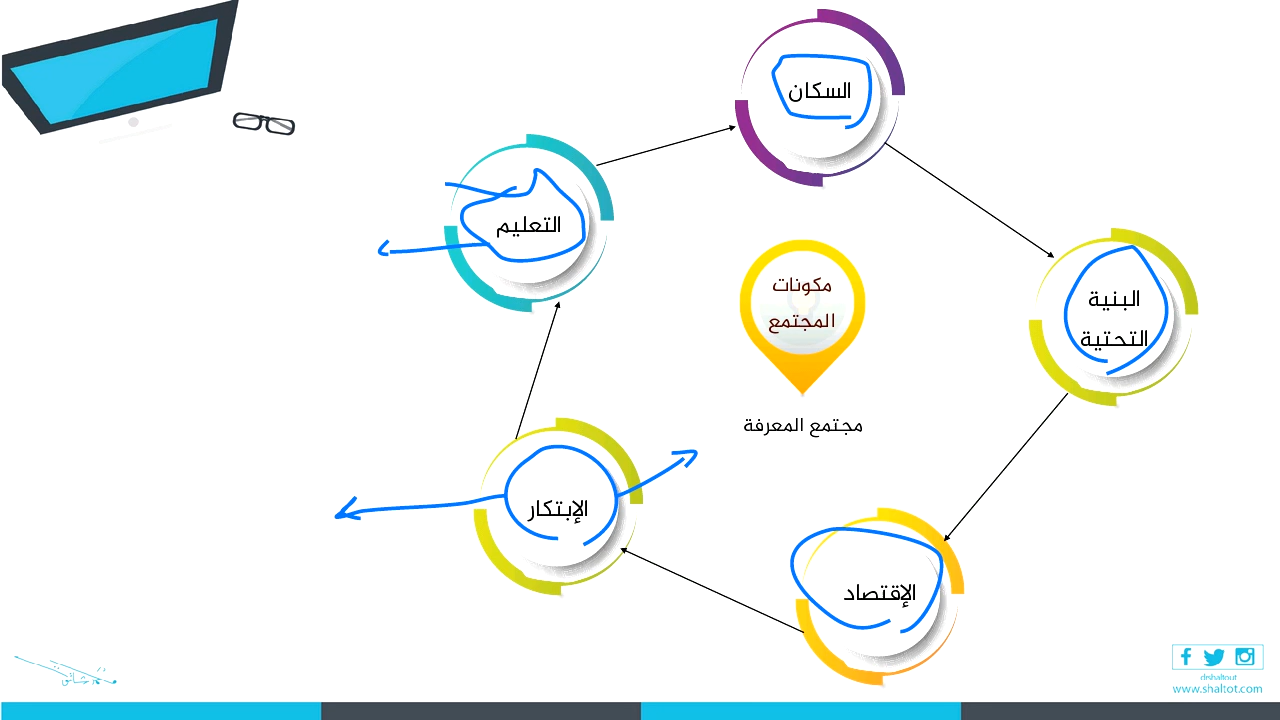 السكان
التعليم
البنية
التحتية
مكونات
المجتمع
مجتمع المعرفة
الإبتكار
الإقتصاد
drshaltout
www.shaltot.com